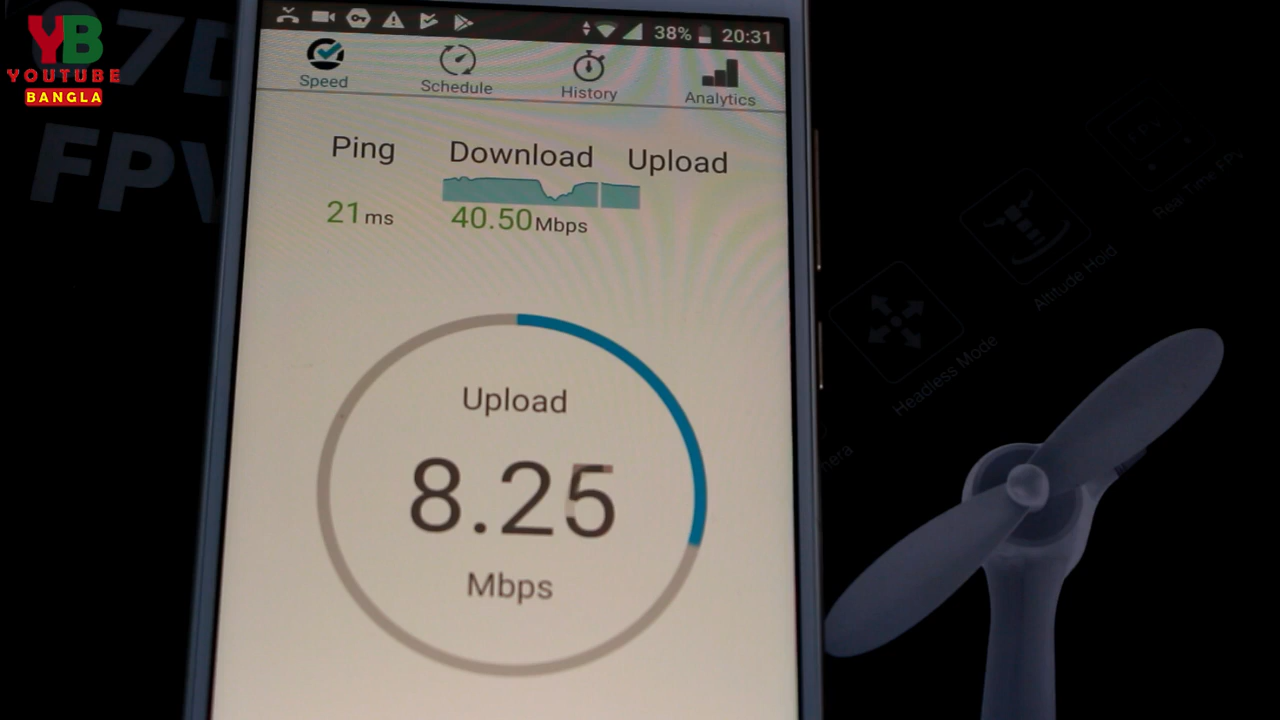 YB
YOUTUBE
BANGLA
38% 20:31
Speed Schedule History Analytics
Ping Download Upload
21 ms 40.50 Mbps
Upload
8.25
Mbps
FPV
Altitude Hold
Headless Mode